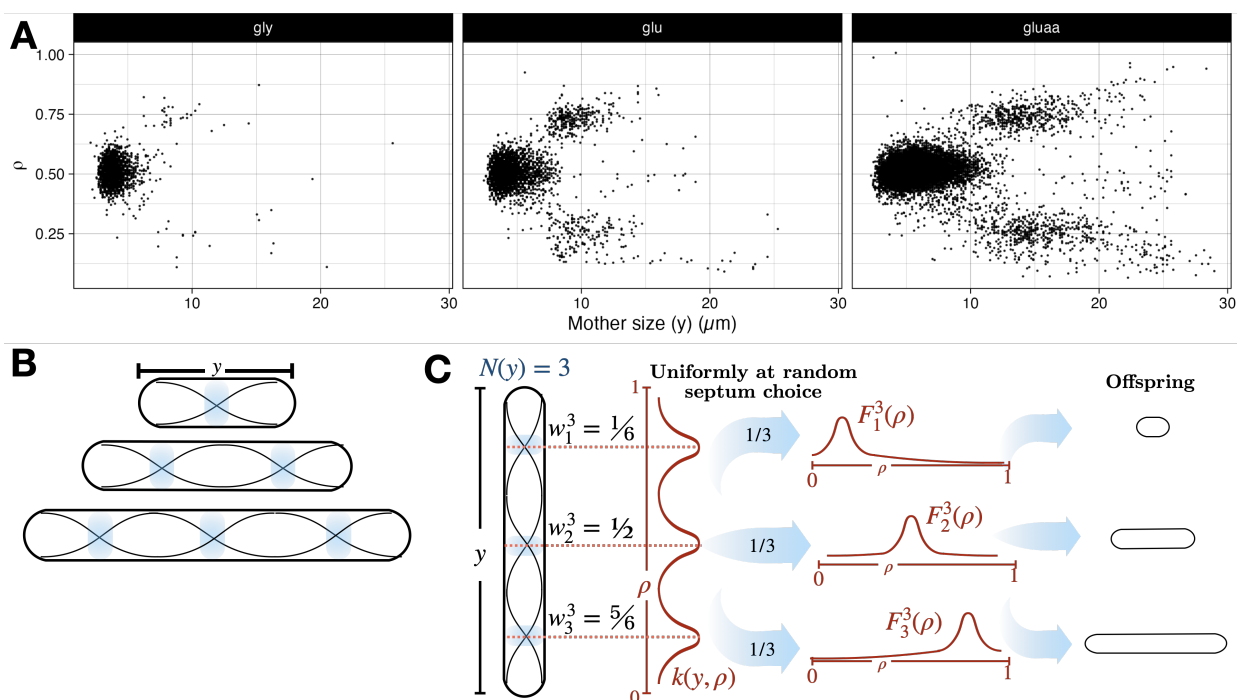 A
gly
glu
gluaa
1.00
0.75
0.50
0.25
ρ
10 20 30
10 20 30
10 20 30
Mother size (y) (µm)
B
y
C
N(y) = 3
y
w₁³ = ⅙
w₂³ = ½
w₃³ = ⅚
1
ρ
0
k(y, ρ)
Uniformly at random
septum choice
1/3
1/3
1/3
F₁³(ρ)
0 ρ 1
F₂³(ρ)
0 ρ 1
F₃³(ρ)
0 ρ 1
Offspring